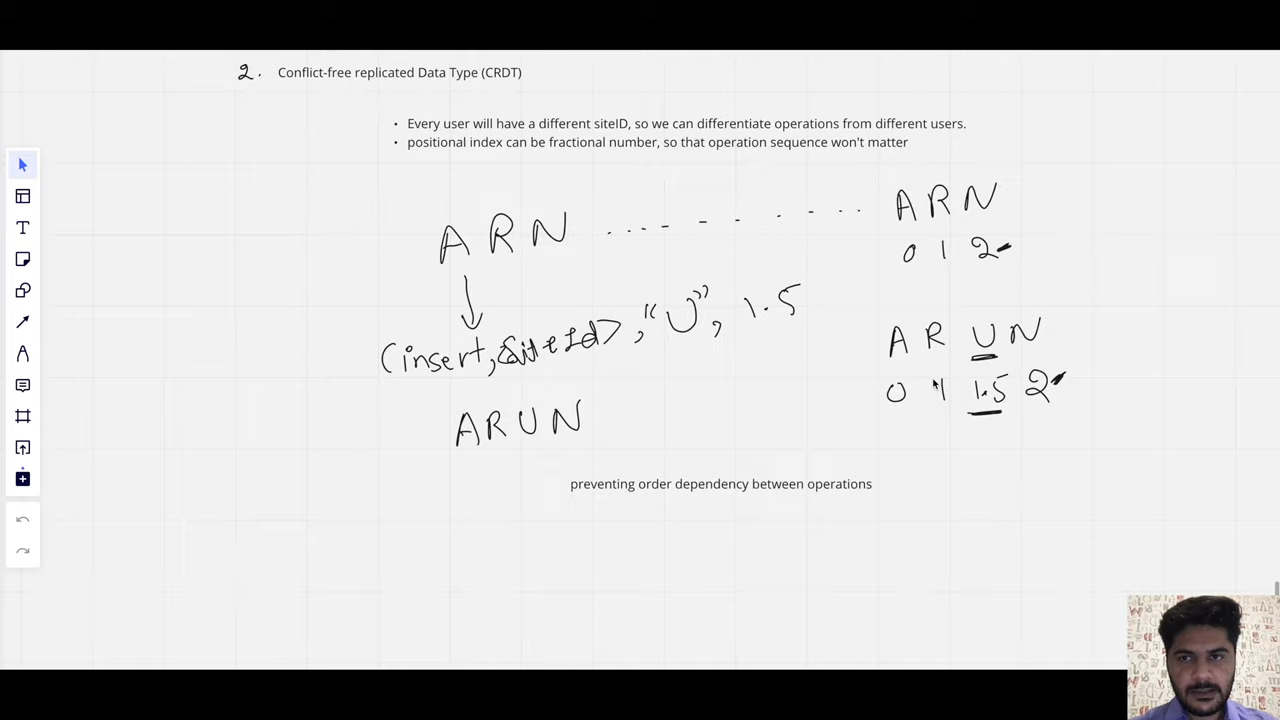 2. Conflict-free replicated Data Type (CRDT)
• Every user will have a different siteID, so we can differentiate operations from different users.
• positional index can be fractional number, so that operation sequence won't matter
A R N ............ A R N
0 1 2
(insert, SiteId>, "U", 1.5
A R U N
0 1 1.5 2
A R U N
preventing order dependency between operations